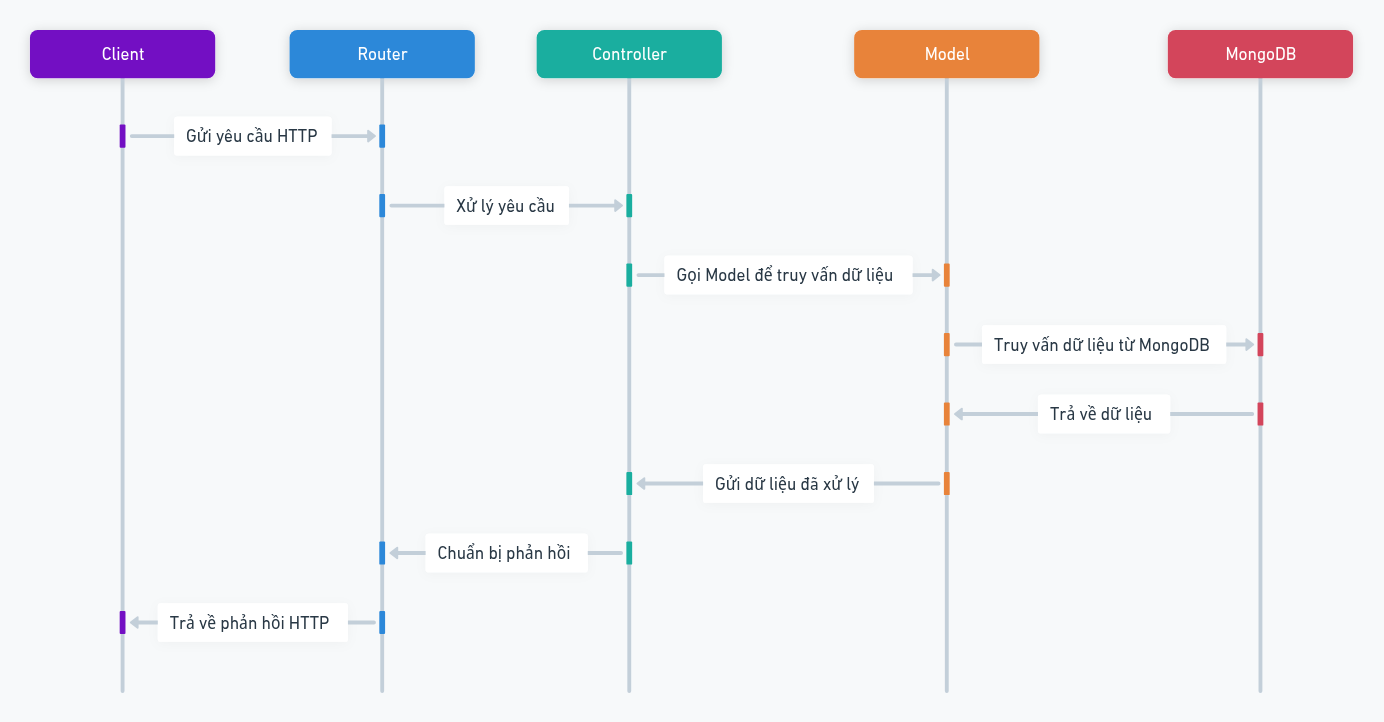 Client
Router
Controller
Model
MongoDB
Gửi yêu cầu HTTP
Xử lý yêu cầu
Gọi Model để truy vấn dữ liệu
Truy vấn dữ liệu từ MongoDB
Trả về dữ liệu
Gửi dữ liệu đã xử lý
Chuẩn bị phản hồi
Trả về phản hồi HTTP